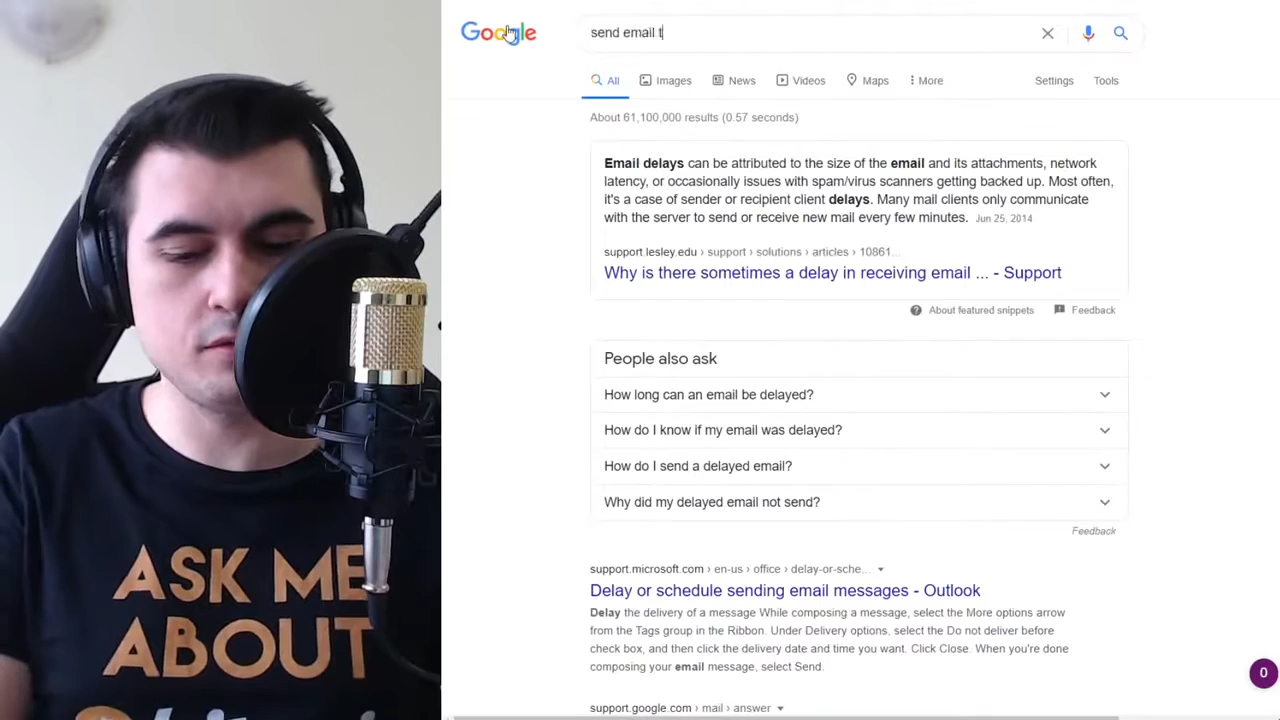 Google
send email t
All
Images
News
Videos
Maps
More
Settings
Tools
About 61,100,000 results (0.57 seconds)
Email delays can be attributed to the size of the email and its attachments, network
latency, or occasionally issues with spam/virus scanners getting backed up. Most often,
it's a case of sender or recipient client delays. Many mail clients only communicate
with the server to send or receive new mail every few minutes. Jun 25, 2014
support.lesley.edu › support › solutions › articles › 10861...
Why is there sometimes a delay in receiving email ... - Support
About featured snippets
Feedback
People also ask
How long can an email be delayed?
How do I know if my email was delayed?
How do I send a delayed email?
Why did my delayed email not send?
Feedback
support.microsoft.com › en-us › office › delay-or-sche...
Delay or schedule sending email messages - Outlook
Delay the delivery of a message While composing a message, select the More options arrow
from the Tags group in the Ribbon. Under Delivery options, select the Do not deliver before
check box, and then click the delivery date and time you want. Click Close. When you're done
composing your email message, select Send.
support.google.com › mail › answer
0
ASK ME
ABOUT